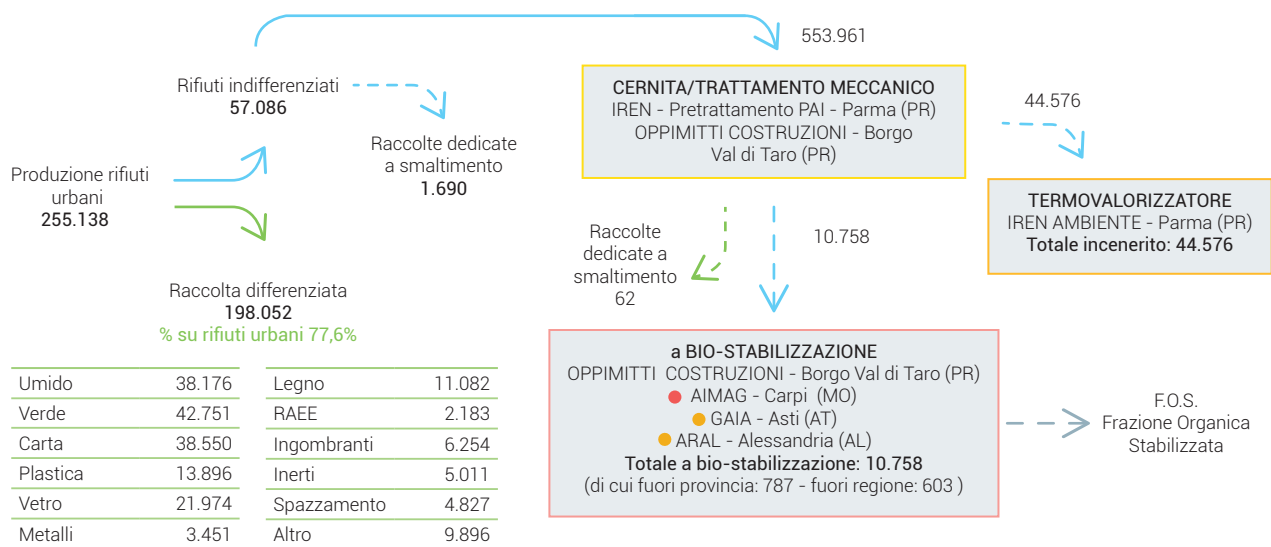 553.961
Rifiuti indifferenziati
57.086
Raccolte dedicate
a smaltimento
1.690
Produzione rifiuti
urbani
255.138
Raccolta differenziata
198.052
% su rifiuti urbani 77,6%
Umido 38.176
Verde 42.751
Carta 38.550
Plastica 13.896
Vetro 21.974
Metalli 3.451
Legno 11.082
RAEE 2.183
Ingombranti 6.254
Inerti 5.011
Spazzamento 4.827
Altro 9.896
CERNITA/TRATTAMENTO MECCANICO
IREN - Pretrattamento PAI - Parma (PR)
OPPIMITTI COSTRUZIONI - Borgo
Val di Taro (PR)
44.576
TERMOVALORIZZATORE
IREN AMBIENTE - Parma (PR)
Totale incenerito: 44.576
Raccolte
dedicate a
smaltimento
62
10.758
a BIO-STABILIZZAZIONE
OPPIMITTI COSTRUZIONI - Borgo Val di Taro (PR)
AIMAG - Carpi (MO)
GAIA - Asti (AT)
ARAL - Alessandria (AL)
Totale a bio-stabilizzazione: 10.758
(di cui fuori provincia: 787 - fuori regione: 603 )
F.O.S.
Frazione Organica
Stabilizzata